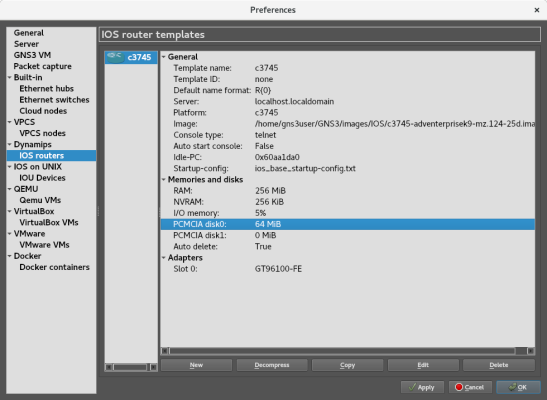 Preferences
General
Server
GNS3 VM
Packet capture
Built-in
Ethernet hubs
Ethernet switches
Cloud nodes
VPCS
VPCS nodes
Dynamips
IOS routers
IOS on UNIX
IOU Devices
QEMU
Qemu VMs
VirtualBox
VirtualBox VMs
VMware
VMware VMs
Docker
Docker containers
IOS router templates
c3745
General
Template name: c3745
Template ID: none
Default name format: R{0}
Server: localhost.localdomain
Platform: c3745
Image: /home/gns3user/GNS3/images/IOS/c3745-adventerprisek9-mz.124-25d.ima
Console type: telnet
Auto start console: False
Idle-PC: 0x60aa1da0
Startup-config: ios_base_startup-config.txt
Memories and disks
RAM: 256 MiB
NVRAM: 256 KiB
I/O memory: 5%
PCMCIA disk0: 64 MiB
PCMCIA disk1: 0 MiB
Auto delete: True
Adapters
Slot 0: GT96100-FE
New Decompress Copy Edit Delete
Apply Cancel OK